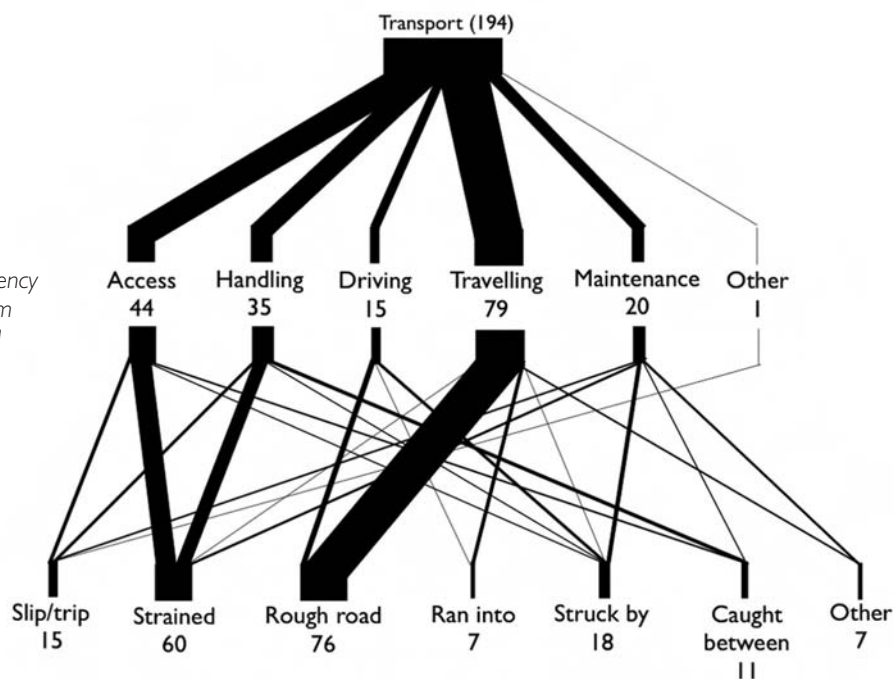 Transport (194)
Access
44
Handling
35
Driving
15
Travelling
79
Maintenance
20
Other
1
Slip/trip
15
Strained
60
Rough road
76
Ran into
7
Struck by
18
Caught
between
11
Other
7